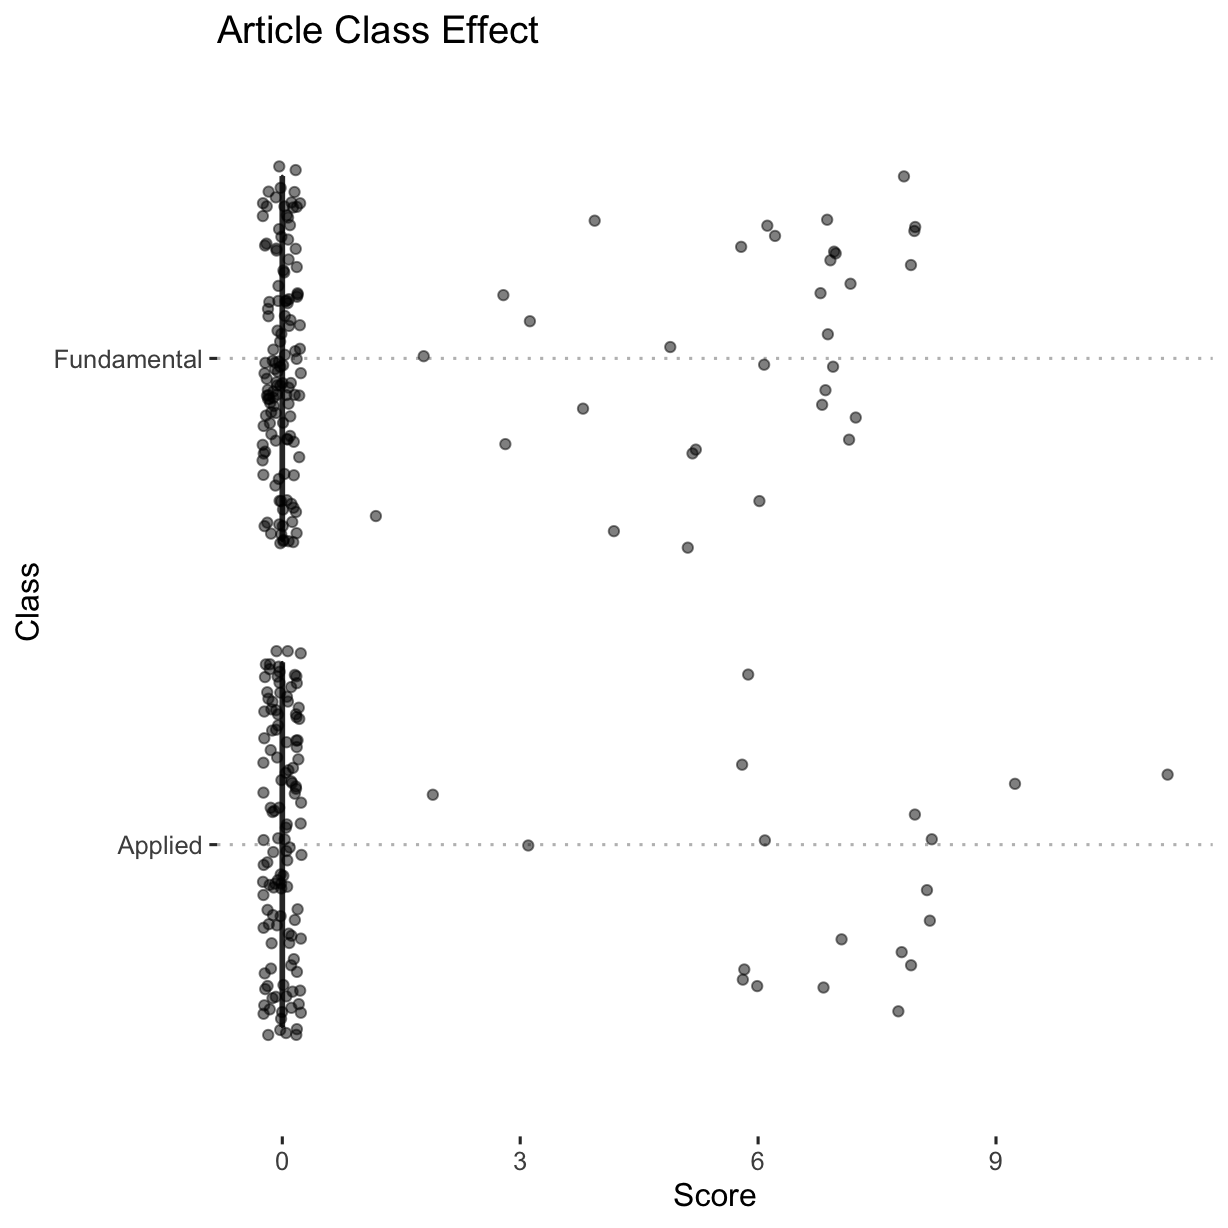 Article Class Effect
Fundamental
Class
Applied
0 3 6 9
Score